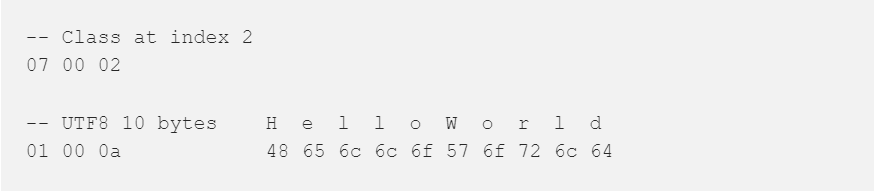 -- Class at index 2
07 00 02
-- UTF8 10 bytes    H  e  l  l  o  W  o  r  l  d
01 00 0a            48 65 6c 6c 6f 57 6f 72 6c 64